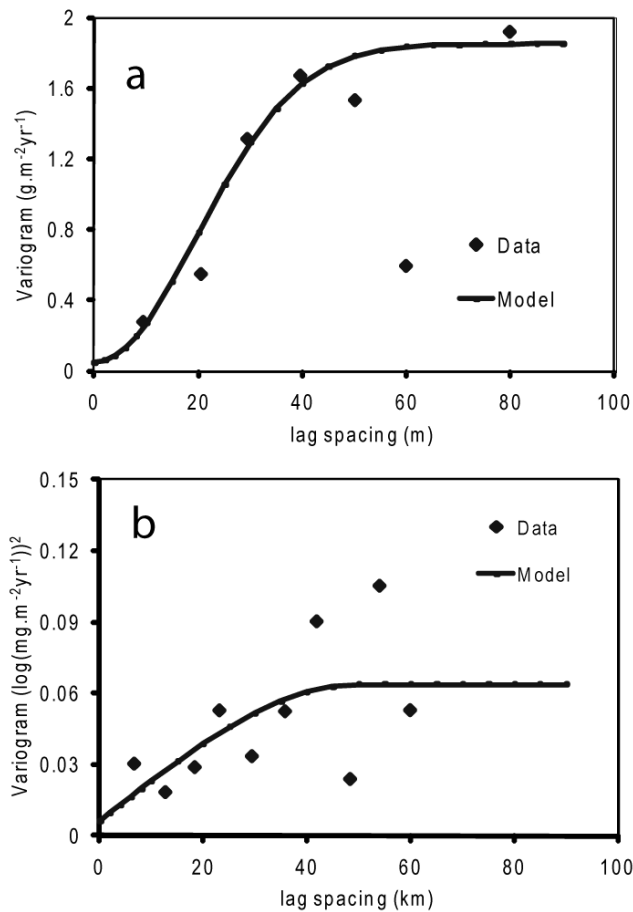 a
Variogram (g.m-2yr-1)
2
1.6
1.2
0.8
0.4
0
Data
Model
0 20 40 60 80 100
lag spacing (m)
b
Variogram (log(mg.m-2yr-1))2
0.15
0.12
0.09
0.06
0.03
0
Data
Model
0 20 40 60 80 100
lag spacing (km)